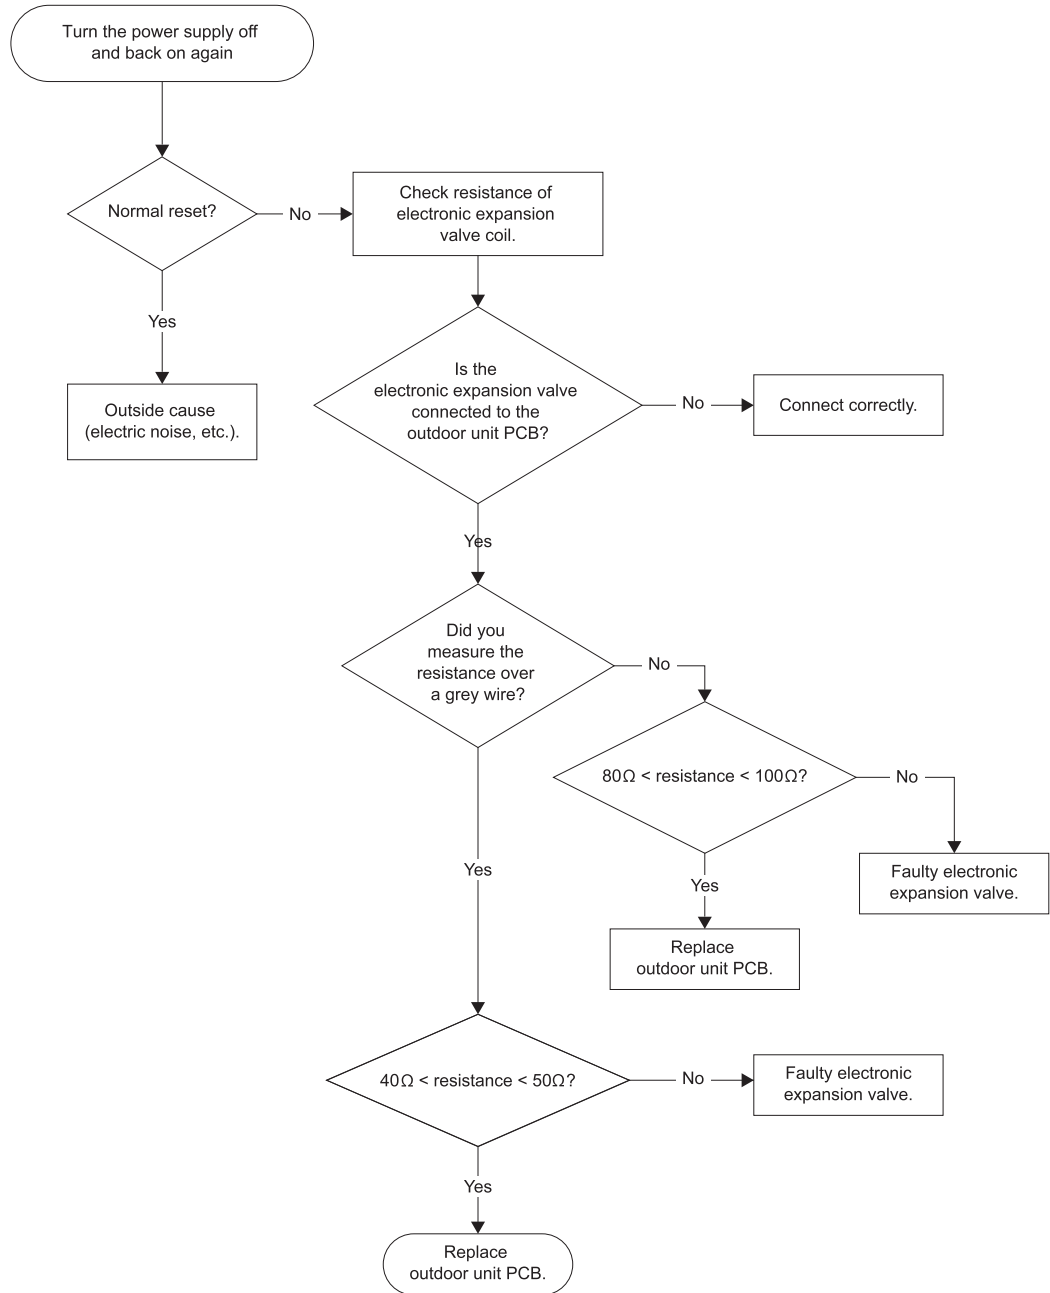 Turn the power supply off
and back on again
Normal reset?
No
Check resistance of
electronic expansion
valve coil.
Yes
Outside cause
(electric noise, etc.).
Is the
electronic expansion valve
connected to the
outdoor unit PCB?
No
Connect correctly.
Yes
Did you
measure the
resistance over
a grey wire?
No
80Ω < resistance < 100Ω?
No
Faulty electronic
expansion valve.
Yes
Replace
outdoor unit PCB.
Yes
40Ω < resistance < 50Ω?
No
Faulty electronic
expansion valve.
Yes
Replace
outdoor unit PCB.